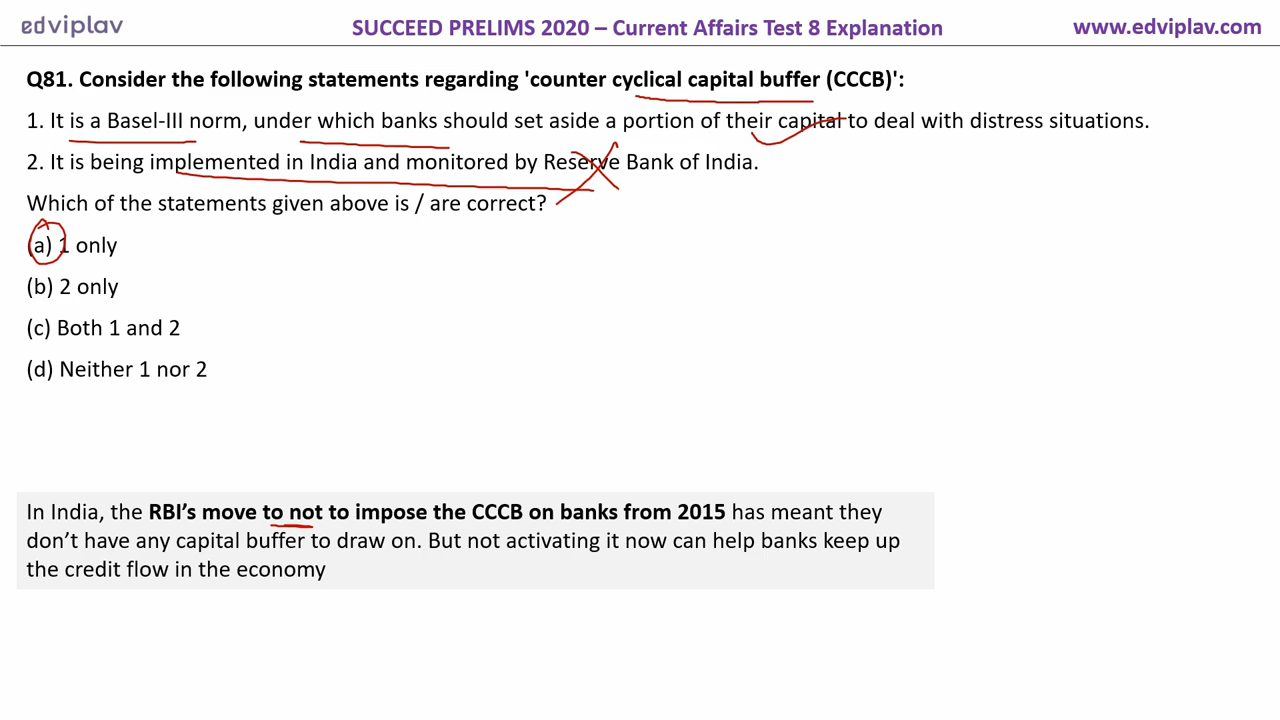 edviplav
SUCCEED PRELIMS 2020 – Current Affairs Test 8 Explanation
www.edviplav.com
Q81. Consider the following statements regarding 'counter cyclical capital buffer (CCCB)':
1. It is a Basel-III norm, under which banks should set aside a portion of their capital to deal with distress situations.
2. It is being implemented in India and monitored by Reserve Bank of India.
Which of the statements given above is / are correct?
(a) 1 only
(b) 2 only
(c) Both 1 and 2
(d) Neither 1 nor 2
In India, the RBI’s move to not to impose the CCCB on banks from 2015 has meant they
don’t have any capital buffer to draw on. But not activating it now can help banks keep up
the credit flow in the economy